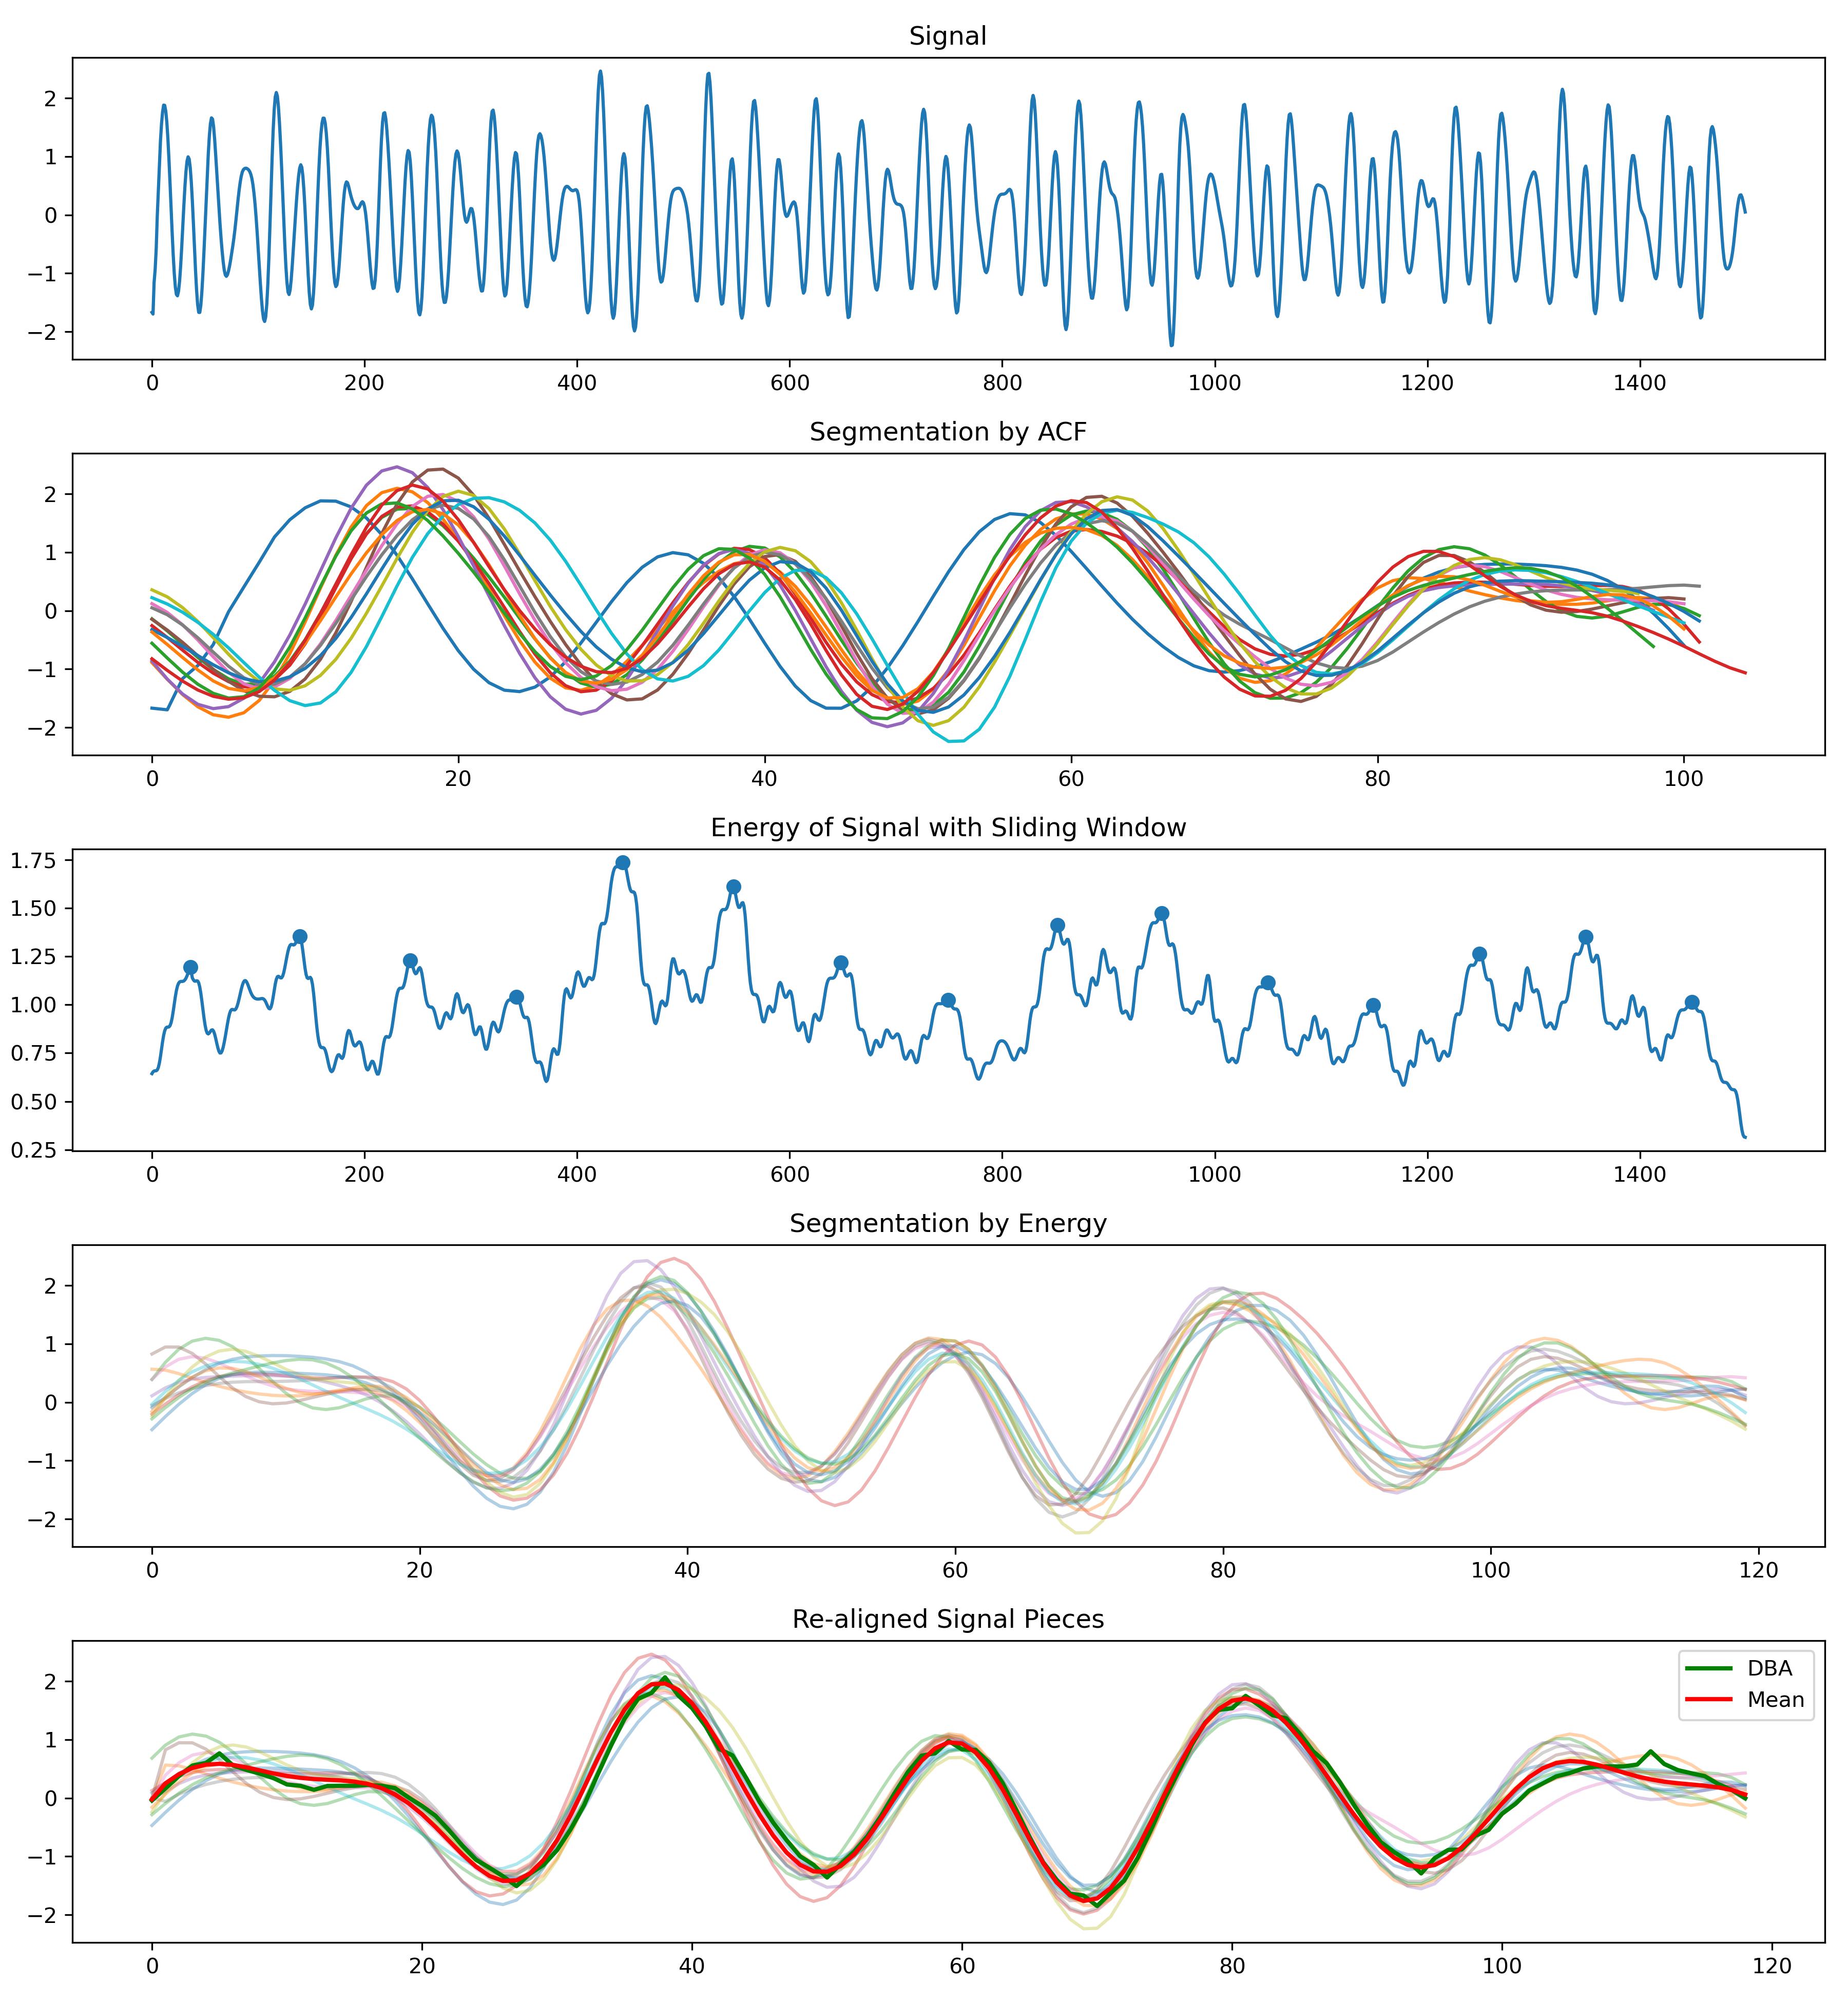 Signal
2
1
0
−1
−2
0 200 400 600 800 1000 1200 1400
Segmentation by ACF
2
1
0
−1
−2
0 20 40 60 80 100
Energy of Signal with Sliding Window
1.75
1.50
1.25
1.00
0.75
0.50
0.25
0 200 400 600 800 1000 1200 1400
Segmentation by Energy
2
1
0
−1
−2
0 20 40 60 80 100 120
Re-aligned Signal Pieces
DBA
Mean
2
1
0
−1
−2
0 20 40 60 80 100 120